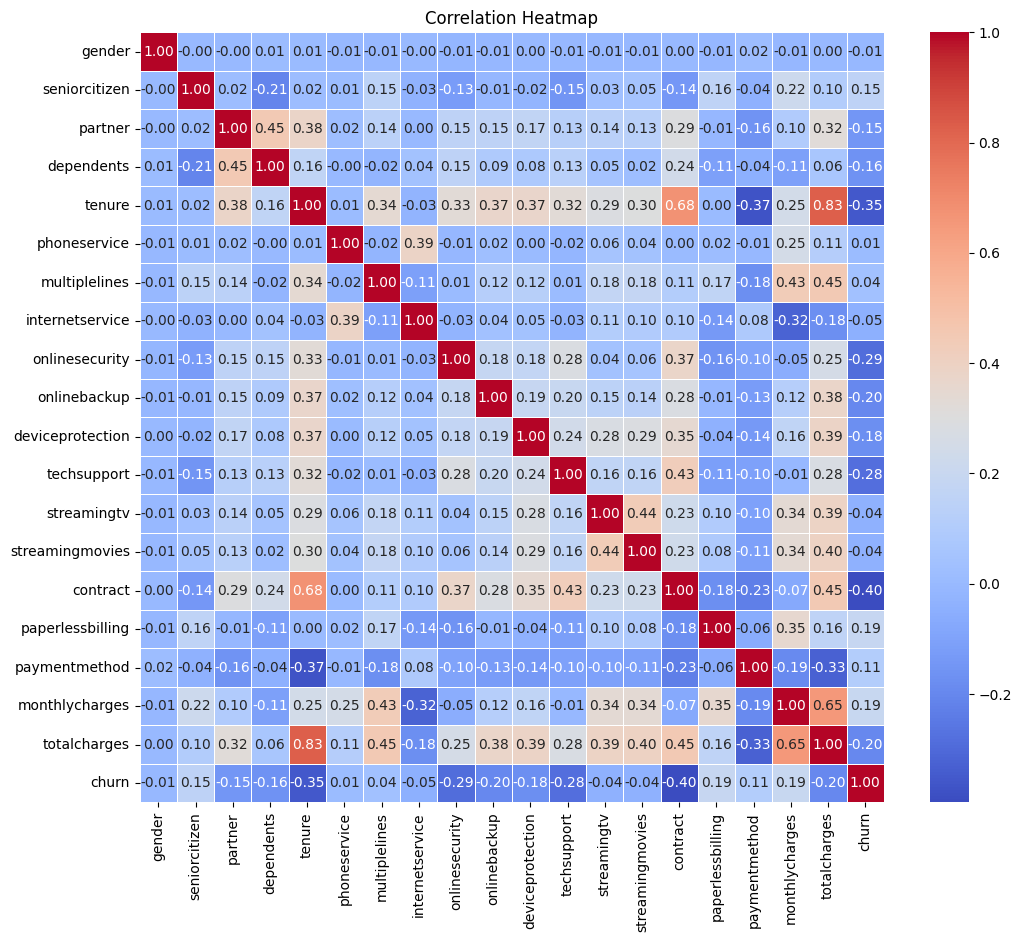 Correlation Heatmap
gender 1.00 -0.00 -0.00 0.01 0.01 -0.01 -0.01 -0.00 -0.01 -0.01 0.00 -0.01 -0.01 -0.01 0.00 -0.01 0.02 -0.01 0.00 -0.01
seniorcitizen -0.00 1.00 0.02 -0.21 0.02 0.01 0.15 -0.03 -0.13 -0.01 -0.02 -0.15 0.03 0.05 -0.14 0.16 -0.04 0.22 0.10 0.15
partner -0.00 0.02 1.00 0.45 0.38 0.02 0.14 0.00 0.15 0.15 0.17 0.13 0.14 0.13 0.29 -0.01 -0.16 0.10 0.32 -0.15
dependents 0.01 -0.21 0.45 1.00 0.16 -0.00 -0.02 0.04 0.15 0.09 0.08 0.13 0.05 0.02 0.24 -0.11 -0.04 -0.11 0.06 -0.16
tenure 0.01 0.02 0.38 0.16 1.00 0.01 0.34 -0.03 0.33 0.37 0.37 0.32 0.29 0.30 0.68 0.00 -0.37 0.25 0.83 -0.35
phoneservice -0.01 0.01 0.02 -0.00 0.01 1.00 -0.02 0.39 -0.01 0.02 0.00 -0.02 0.06 0.04 0.00 0.02 -0.01 0.25 0.11 0.01
multiplelines -0.01 0.15 0.14 -0.02 0.34 -0.02 1.00 -0.11 0.01 0.12 0.12 0.01 0.18 0.18 0.11 0.17 -0.18 0.43 0.45 0.04
internetservice -0.00 -0.03 0.00 0.04 -0.03 0.39 -0.11 1.00 -0.03 0.04 0.05 -0.03 0.11 0.10 0.10 -0.14 0.08 -0.32 -0.18 -0.05
onlinesecurity -0.01 -0.13 0.15 0.15 0.33 -0.01 0.01 -0.03 1.00 0.18 0.18 0.28 0.04 0.06 0.37 -0.16 -0.10 -0.05 0.25 -0.29
onlinebackup -0.01 -0.01 0.15 0.09 0.37 0.02 0.12 0.04 0.18 1.00 0.19 0.20 0.15 0.14 0.28 -0.01 -0.13 0.12 0.38 -0.20
deviceprotection 0.00 -0.02 0.17 0.08 0.37 0.00 0.12 0.05 0.18 0.19 1.00 0.24 0.28 0.29 0.35 -0.04 -0.14 0.16 0.39 -0.18
techsupport -0.01 -0.15 0.13 0.13 0.32 -0.02 0.01 -0.03 0.28 0.20 0.24 1.00 0.16 0.16 0.43 -0.11 -0.10 -0.01 0.28 -0.28
streamingtv -0.01 0.03 0.14 0.05 0.29 0.06 0.18 0.11 0.04 0.15 0.28 0.16 1.00 0.44 0.23 0.10 -0.10 0.34 0.39 -0.04
streamingmovies -0.01 0.05 0.13 0.02 0.30 0.04 0.18 0.10 0.06 0.14 0.29 0.16 0.44 1.00 0.23 0.08 -0.11 0.34 0.40 -0.04
contract 0.00 -0.14 0.29 0.24 0.68 0.00 0.11 0.10 0.37 0.28 0.35 0.43 0.23 0.23 1.00 -0.18 -0.23 -0.07 0.45 -0.40
paperlessbilling -0.01 0.16 -0.01 -0.11 0.00 0.02 0.17 -0.14 -0.16 -0.01 -0.04 -0.11 0.10 0.08 -0.18 1.00 -0.06 0.35 0.16 0.19
paymentmethod 0.02 -0.04 -0.16 -0.04 -0.37 -0.01 -0.18 0.08 -0.10 -0.13 -0.14 -0.10 -0.10 -0.11 -0.23 -0.06 1.00 -0.19 -0.33 0.11
monthlycharges -0.01 0.22 0.10 -0.11 0.25 0.25 0.43 -0.32 -0.05 0.12 0.16 -0.01 0.34 0.34 -0.07 0.35 -0.19 1.00 0.65 0.19
totalcharges 0.00 0.10 0.32 0.06 0.83 0.11 0.45 -0.18 0.25 0.38 0.39 0.28 0.39 0.40 0.45 0.16 -0.33 0.65 1.00 -0.20
churn -0.01 0.15 -0.15 -0.16 -0.35 0.01 0.04 -0.05 -0.29 -0.20 -0.18 -0.28 -0.04 -0.04 -0.40 0.19 0.11 0.19 -0.20 1.00
gender
seniorcitizen
partner
dependents
tenure
phoneservice
multiplelines
internetservice
onlinesecurity
onlinebackup
deviceprotection
techsupport
streamingtv
streamingmovies
contract
paperlessbilling
paymentmethod
monthlycharges
totalcharges
churn
1.0
0.8
0.6
0.4
0.2
0.0
−0.2